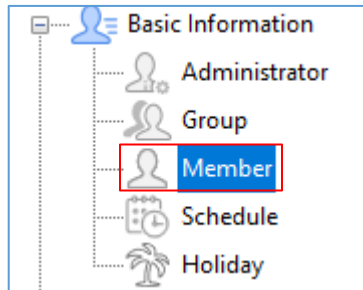 Basic Information
Administrator
Group
Member
Schedule
Holiday